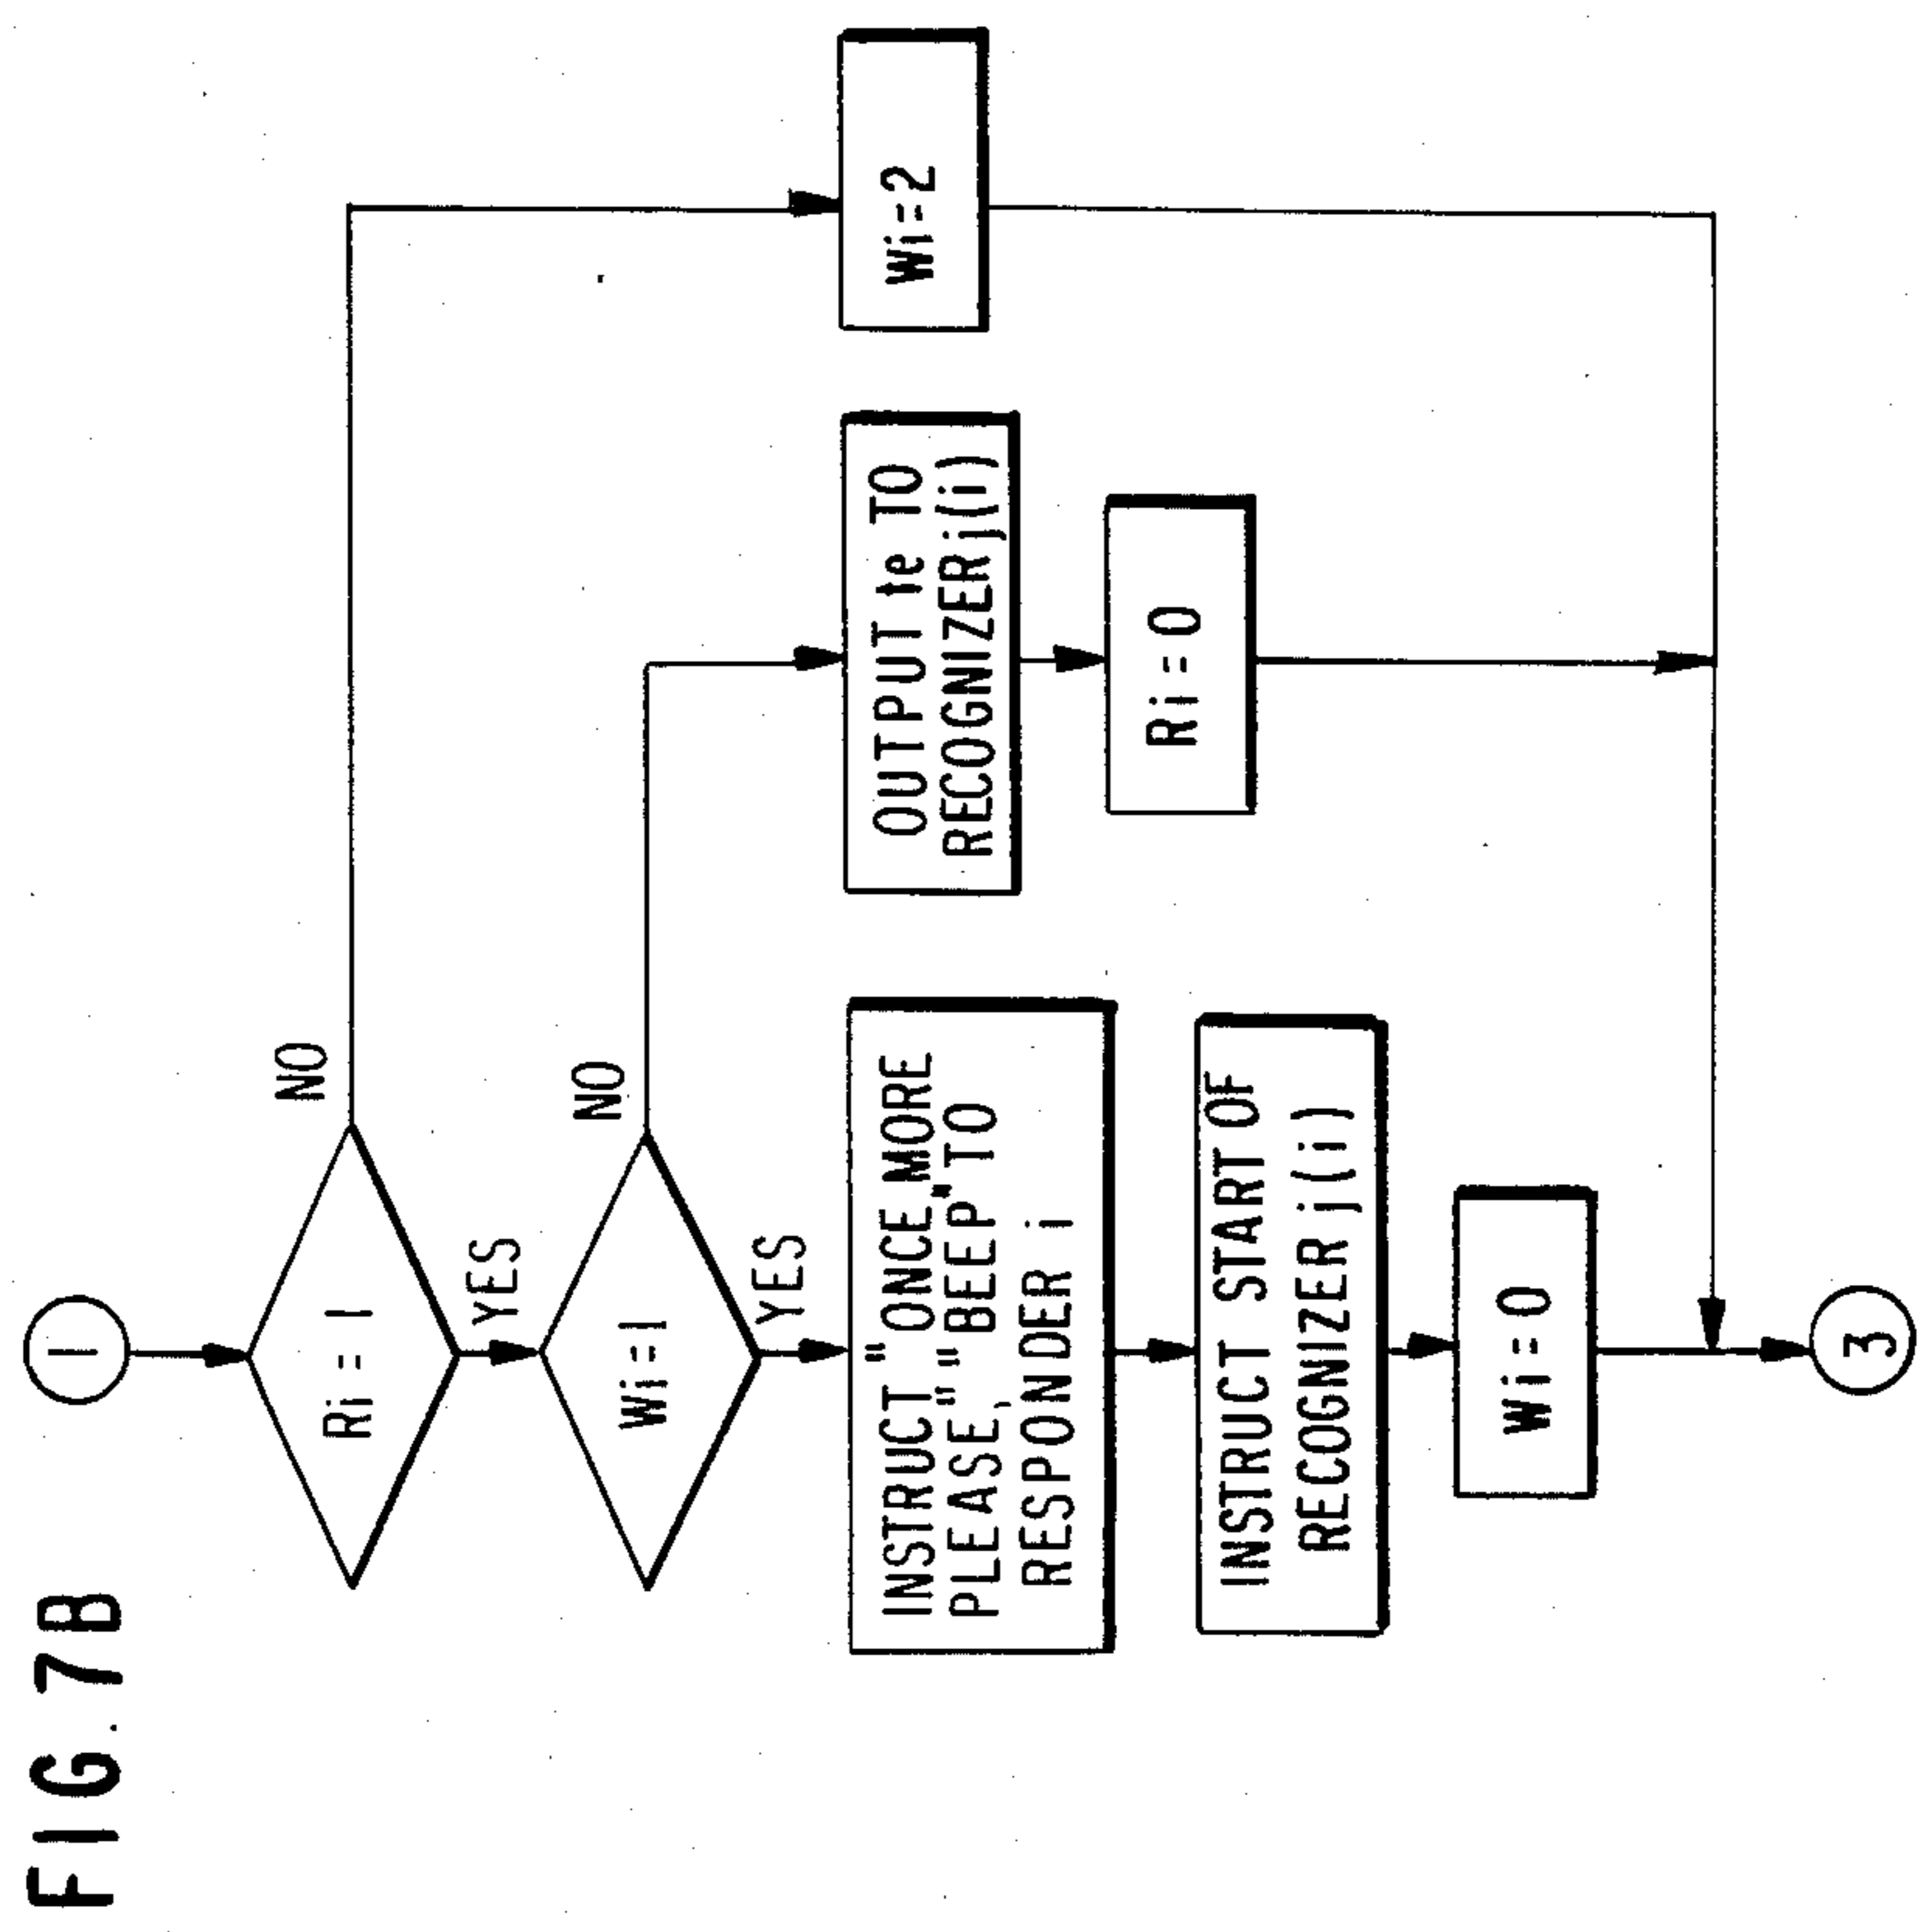 FIG. 7B
1
Ri = 1
NO
YES
Wi = 1
NO
YES
INSTRUCT "ONCE MORE
PLEASE," "BEEP" TO
RESPONDER i
INSTRUCT START OF
RECOGNIZER j(i)
Wi = 0
OUTPUT te TO
RECOGNIZER j(i)
Ri = 0
Wi = 2
3